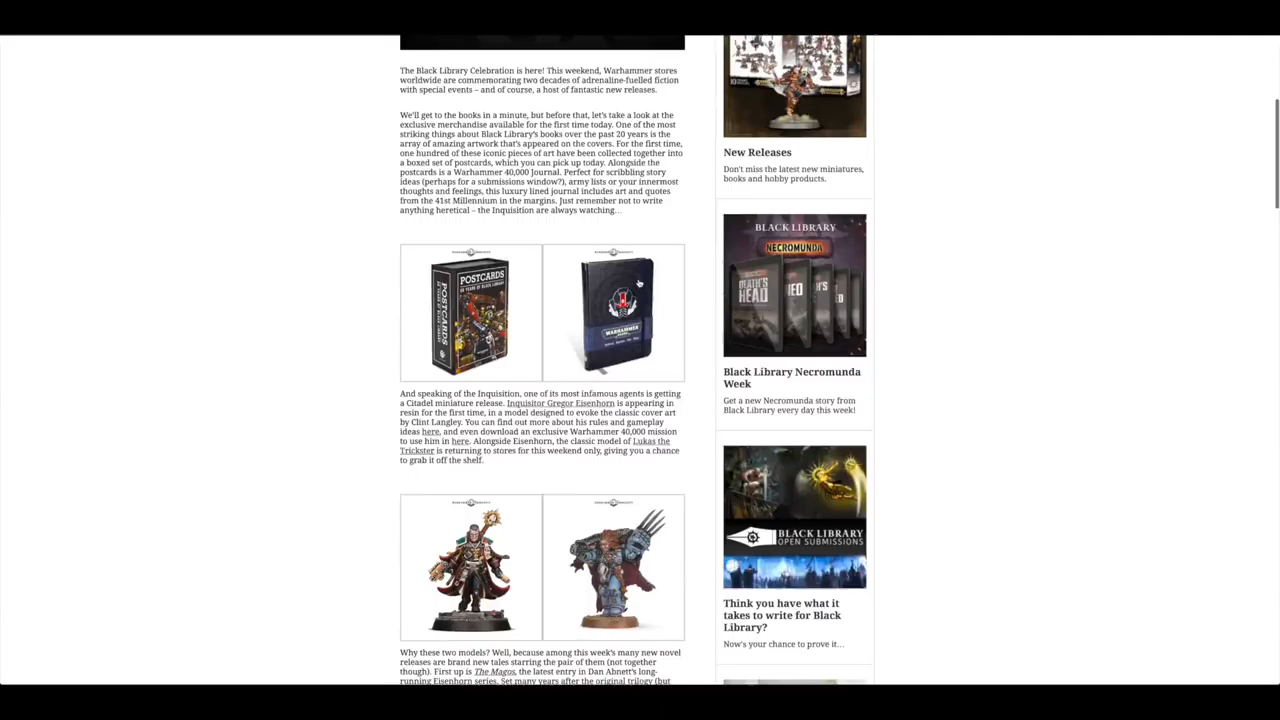 The Black Library Celebration is here! This weekend, Warhammer stores
worldwide are commemorating two decades of adrenaline-fuelled fiction
with special events – and of course, a host of fantastic new releases.
We'll get to the books in a minute, but before that, let's take a look at the
exclusive merchandise available for the first time today. One of the most
striking things about Black Library's books over the past 20 years is the
array of amazing artwork that's appeared on the covers. For the first time,
one hundred of these iconic pieces of art have been collected together into
a boxed set of postcards, which you can pick up today. Alongside the
postcards is a Warhammer 40,000 Journal. Perfect for scribbling story
ideas (perhaps for a submissions window?), army lists or your innermost
thoughts and feelings, this luxury lined journal includes art and quotes
from the 41st Millennium in the margins. Just remember not to write
anything heretical – the Inquisition are always watching…
POSTCARDS
POSTCARDS
WARHAMMER
And speaking of the Inquisition, one of its most infamous agents is getting
a Citadel miniature release. Inquisitor Gregor Eisenhorn is appearing in
resin for the first time, in a model designed to evoke the classic cover art
by Clint Langley. You can find out more about his rules and gameplay
ideas here, and even download an exclusive Warhammer 40,000 mission
to use him in here. Alongside Eisenhorn, the classic model of Lukas the
Trickster is returning to stores for this weekend only, giving you a chance
to grab it off the shelf.
Why these two models? Well, because among this week's many new novel
releases are brand new tales starring the pair of them (not together
though). First up is The Magos, the latest entry in Dan Abnett's long-
running Eisenhorn series. Set many years after the original trilogy (but
New Releases
Don't miss the latest new miniatures,
books and hobby products.
BLACK LIBRARY
NECROMUNDA
DEATH'S
HEAD
Black Library Necromunda
Week
Get a new Necromunda story from
Black Library every day this week!
BLACK LIBRARY
OPEN SUBMISSIONS
Think you have what it
takes to write for Black
Library?
Now's your chance to prove it…